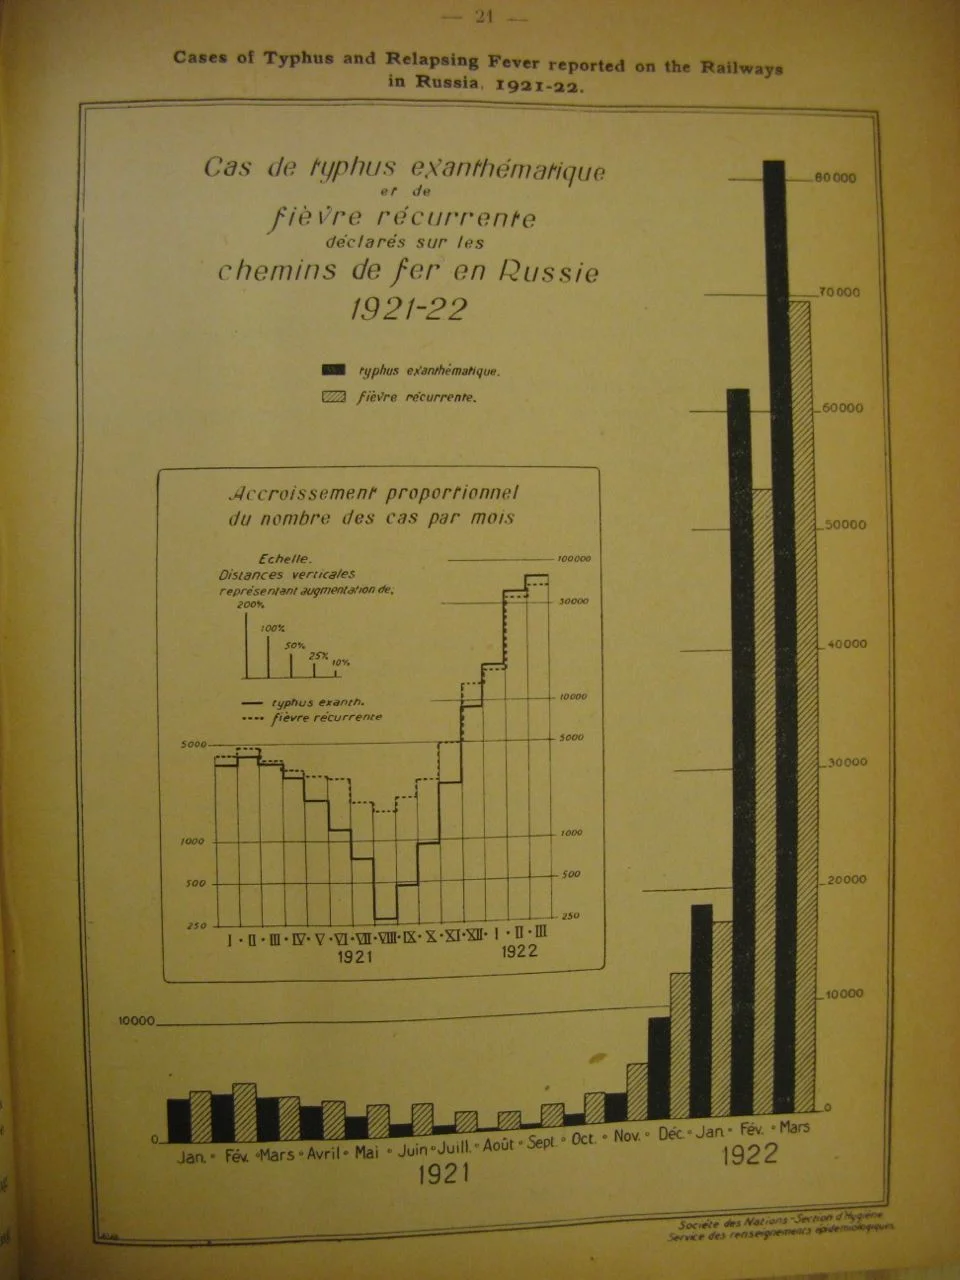 — 21 —
Cases of Typhus and Relapsing Fever reported on the Railways
in Russia, 1921-22.
Cas de typhus exanthématique
et de
fièvre récurrente
déclarés sur les
chemins de fer en Russie
1921-22
typhus exanthématique.
fièvre récurrente.
80000
70000
60000
50000
40000
30000
20000
10000
0
Accroissement proportionnel
du nombre des cas par mois
Echelle.
Distances verticales
représentant augmentation de;
200% 100% 50% 25% 10%
typhus exanth.
fièvre récurrente
100000
50000
10000
5000
1000
500
250
5000
1000
500
250
I · II · III · IV · V · VI · VII · VIII · IX · X · XI · XII · I · II · III
1921 1922
10000
0
Jan. ° Fév. ° Mars ° Avril ° Mai ° Juin ° Juill. ° Août ° Sept. ° Oct. ° Nov. ° Déc. ° Jan. ° Fév. ° Mars
1921 1922
Société des Nations - Section d'Hygiène
Service des renseignements épidémiologiques